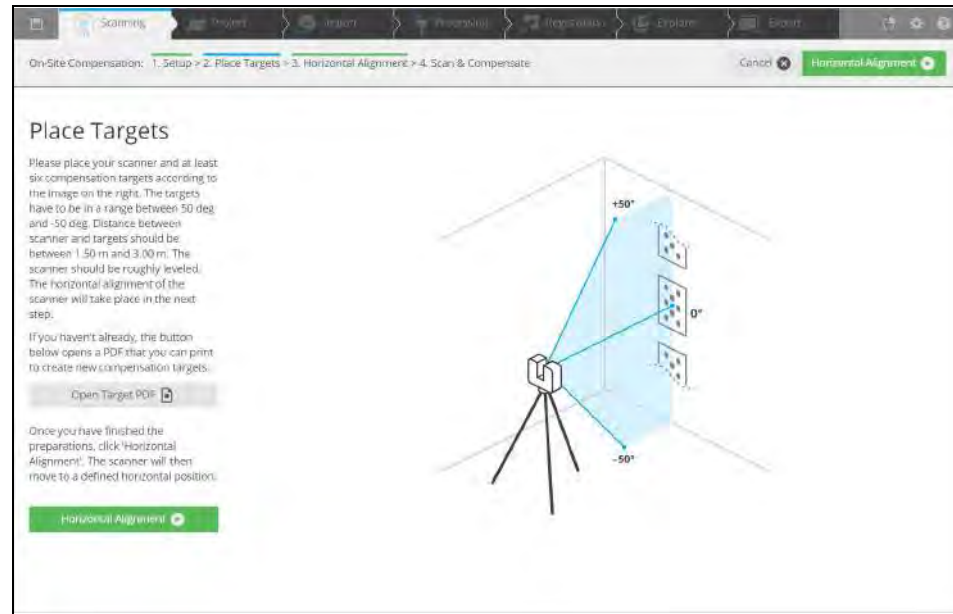 Scanning Project Import Processing Registration Explore Export
On-Site Compensation: 1. Setup > 2. Place Targets > 3. Horizontal Alignment > 4. Scan & Compensate Cancel Horizontal Alignment
Place Targets
Please place your scanner and at least
six compensation targets according to
the image on the right. The targets
have to be in a range between 50 deg
and -50 deg. Distance between
scanner and targets should be
between 1.50 m and 3.00 m. The
scanner should be roughly leveled.
The horizontal alignment of the
scanner will take place in the next
step.
If you haven't already, the button
below opens a PDF that you can print
to create new compensation targets.
Open Target PDF
Once you have finished the
preparations, click 'Horizontal
Alignment'. The scanner will then
move to a defined horizontal position.
Horizontal Alignment
+50°
0°
-50°